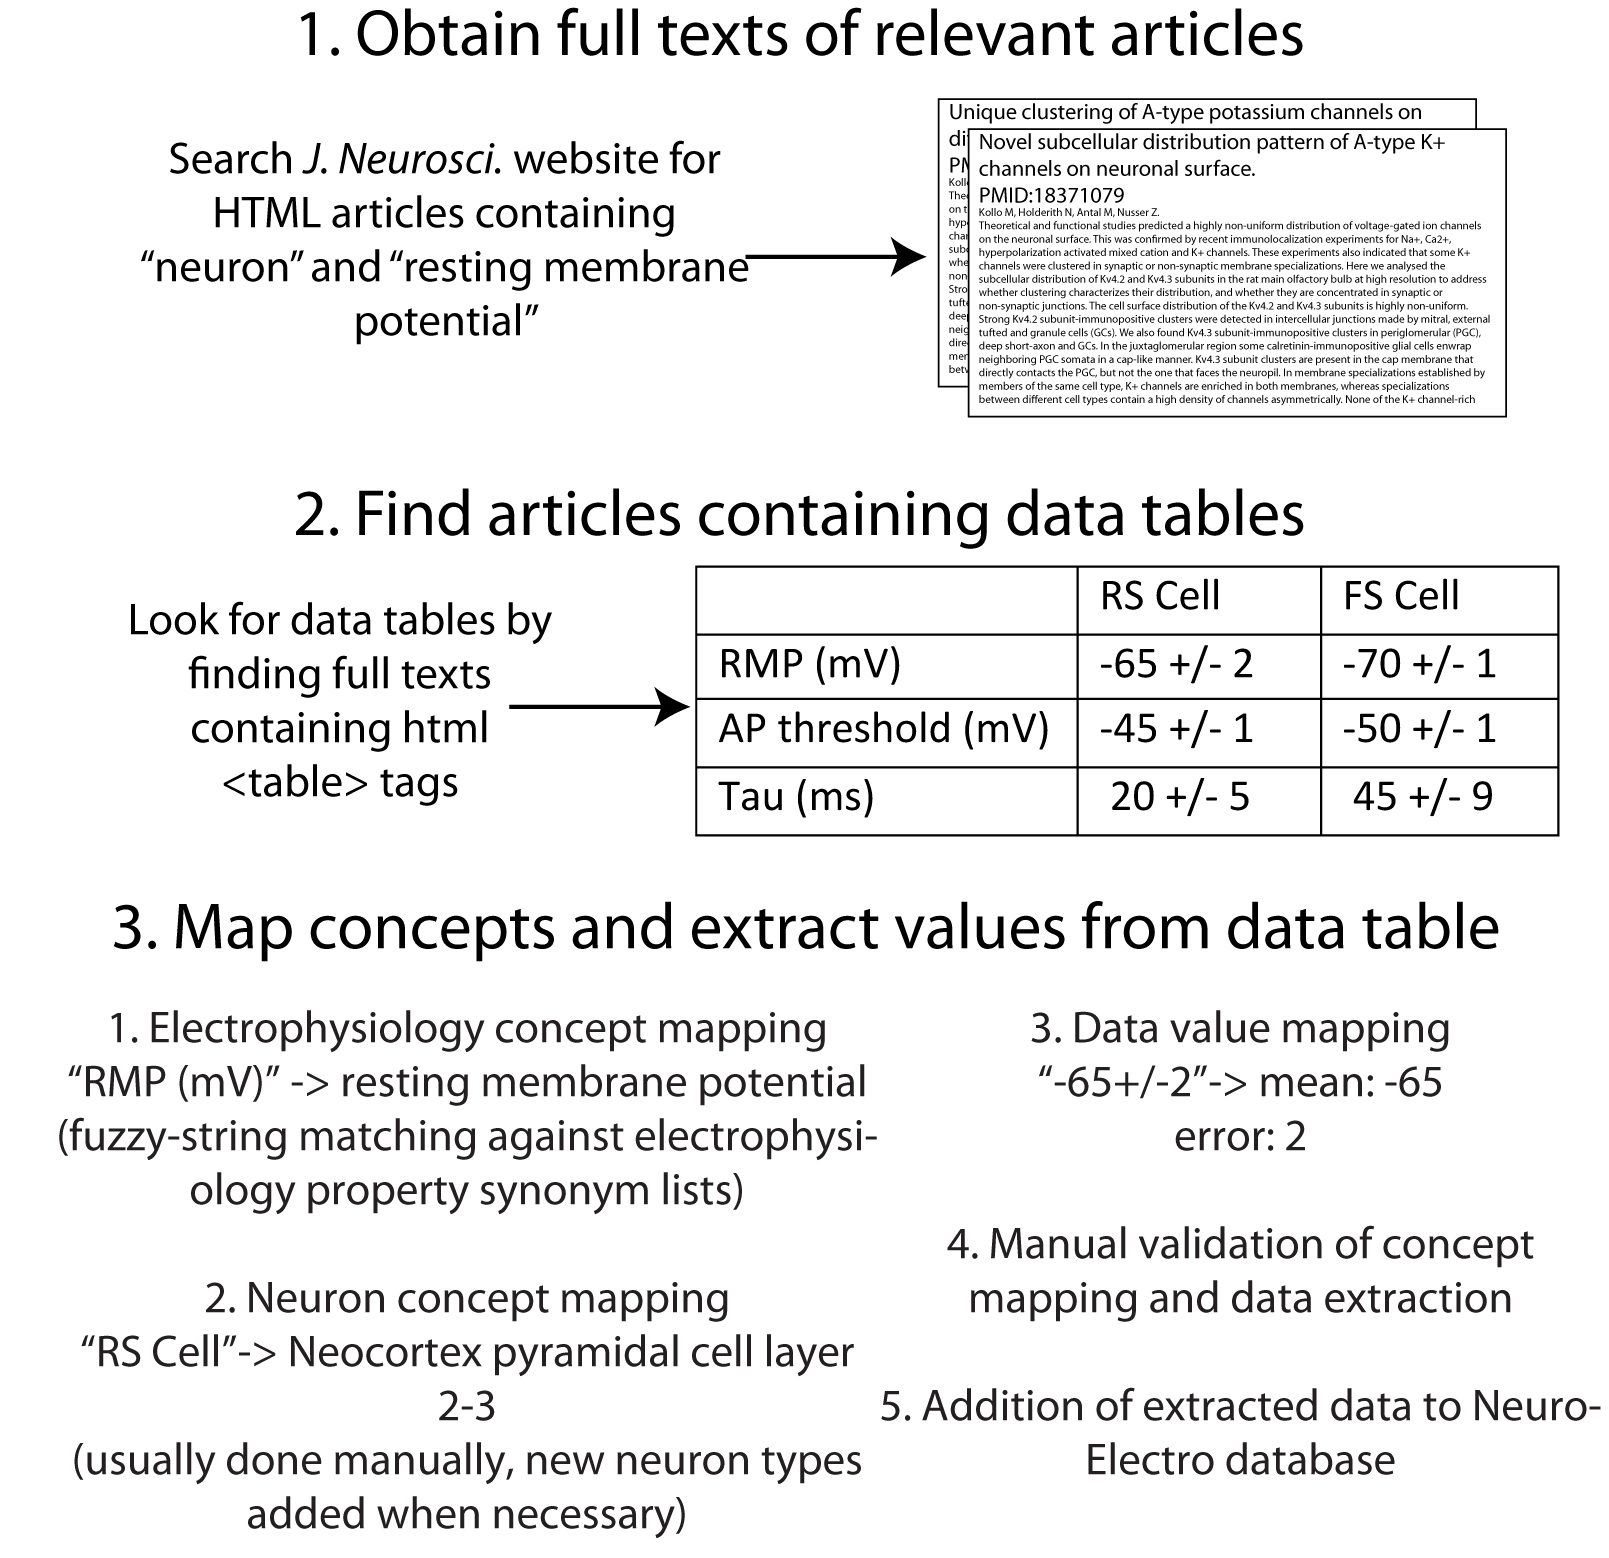 1. Obtain full texts of relevant articles
Search J. Neurosci. website for
HTML articles containing
“neuron” and “resting membrane
potential”
Unique clustering of A-type potassium channels on
di
PM
Koll
Theo
on t
hype
chan
subc
whe
non-
Stro
tufte
deep
neig
dire
mem
betw
Novel subcellular distribution pattern of A-type K+
channels on neuronal surface.
PMID:18371079
Kollo M, Holderith N, Antal M, Nusser Z.
Theoretical and functional studies predicted a highly non-uniform distribution of voltage-gated ion channels
on the neuronal surface. This was confirmed by recent immunolocalization experiments for Na+, Ca2+,
hyperpolarization activated mixed cation and K+ channels. These experiments also indicated that some K+
channels were clustered in synaptic or non-synaptic membrane specializations. Here we analysed the
subcellular distribution of Kv4.2 and Kv4.3 subunits in the rat main olfactory bulb at high resolution to address
whether clustering characterizes their distribution, and whether they are concentrated in synaptic or
non-synaptic junctions. The cell surface distribution of the Kv4.2 and Kv4.3 subunits is highly non-uniform.
Strong Kv4.2 subunit-immunopositive clusters were detected in intercellular junctions made by mitral, external
tufted and granule cells (GCs). We also found Kv4.3 subunit-immunopositive clusters in periglomerular (PGC),
deep short-axon and GCs. In the juxtaglomerular region some calretinin-immunopositive glial cells enwrap
neighboring PGC somata in a cap-like manner. Kv4.3 subunit clusters are present in the cap membrane that
directly contacts the PGC, but not the one that faces the neuropil. In membrane specializations established by
members of the same cell type, K+ channels are enriched in both membranes, whereas specializations
between different cell types contain a high density of channels asymmetrically. None of the K+ channel-rich
2. Find articles containing data tables
Look for data tables by
finding full texts
containing html
<table> tags
RS Cell FS Cell
RMP (mV) -65 +/- 2 -70 +/- 1
AP threshold (mV) -45 +/- 1 -50 +/- 1
Tau (ms) 20 +/- 5 45 +/- 9
3. Map concepts and extract values from data table
1. Electrophysiology concept mapping
“RMP (mV)” -> resting membrane potential
(fuzzy-string matching against electrophysi-
ology property synonym lists)
2. Neuron concept mapping
“RS Cell”-> Neocortex pyramidal cell layer
2-3
(usually done manually, new neuron types
added when necessary)
3. Data value mapping
“-65+/-2”-> mean: -65
error: 2
4. Manual validation of concept
mapping and data extraction
5. Addition of extracted data to Neuro-
Electro database